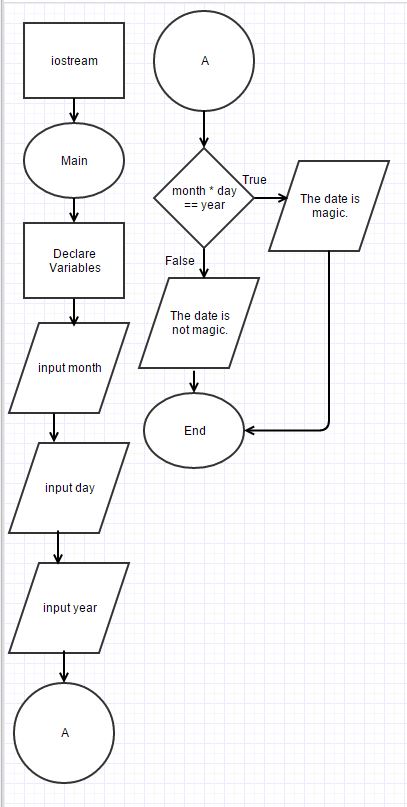 iostream
Main
Declare
Variables
input month
input day
input year
A
A
month * day
== year
True
The date is
magic.
False
The date is
not magic.
End